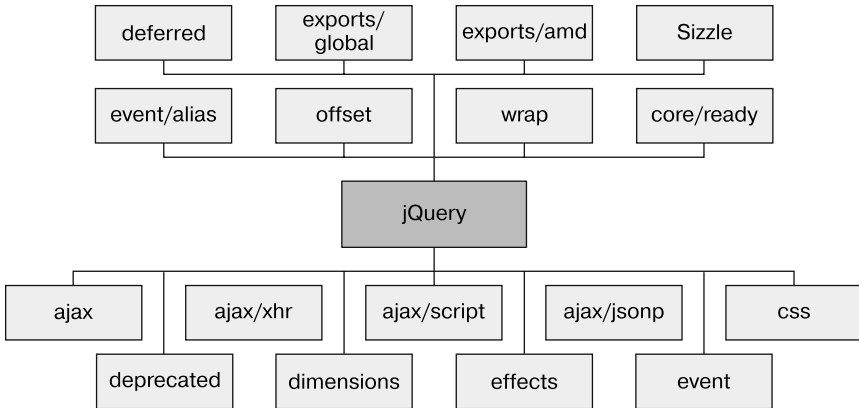 deferred
exports/
global
exports/amd
Sizzle
event/alias
offset
wrap
core/ready
jQuery
ajax
ajax/xhr
ajax/script
ajax/jsonp
css
deprecated
dimensions
effects
event